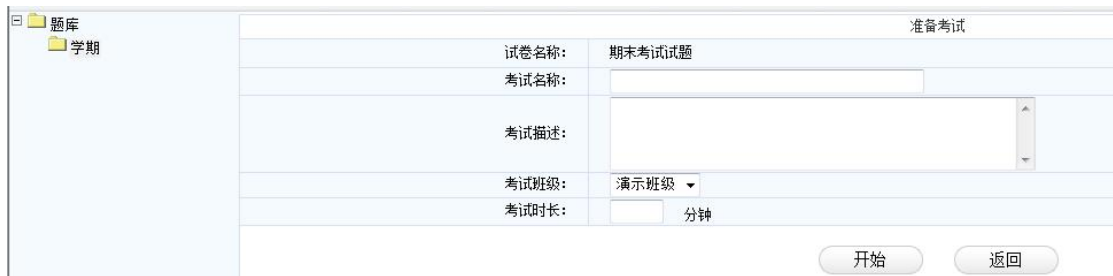 题库
学期
准备考试
试卷名称： 期末考试试题
考试名称：
考试描述：
考试班级： 演示班级
考试时长： 分钟
开始 返回